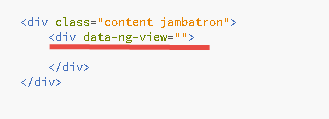 <div class="content jambatron">
<div data-ng-view="">
</div>
</div>